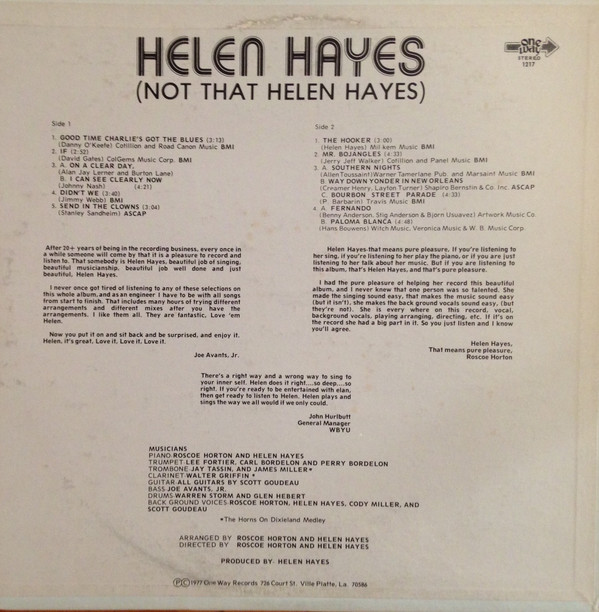 HELEN HAYES
(NOT THAT HELEN HAYES)
one way
STEREO
1217
Side 1
1. GOOD TIME CHARLIE'S GOT THE BLUES (3:13)
(Danny O'Keefe) Cotillion and Road Canon Music BMI
2. IF (2:52)
(David Gates) ColGems Music Corp. BMI
3. A. ON A CLEAR DAY,
(Alan Jay Lerner and Burton Lane)
B. I CAN SEE CLEARLY NOW
(Johnny Nash) (4:21)
4. DIDN'T WE (3:40)
(Jimmy Webb) BMI
5. SEND IN THE CLOWNS (3:04)
(Stanley Sandheim) ASCAP
Side 2
1. THE HOOKER (3:00)
(Helen Hayes) Mil kem Music BMI
2. MR. BOJANGLES (4:33)
(Jerry Jeff Walker) Cotillion and Panel Music BMI
3. A SOUTHERN NIGHTS
(Allen Toussaint) Warner Tamerlane Pub. and Marsaint Music BMI
B. WAY DOWN YONDER IN NEW ORLEANS
(Creamer Henry, Layton Turner) Shapiro Bernstin & Co. Inc. ASCAP
C. BOURBON STREET PARADE (4:33)
(P. Barbarin) Travis Music BMI
4. A FERNANDO
(Benny Anderson, Stig Anderson & Bjorn Usuavez) Artwork Music Co.
B. PALOMA BLANCA (4:48)
(Hans Bouwens) Witch Music, Veronica Music & W. B. Music Corp.
After 20+ years of being in the recording business, every once in
a while someone will come by that it is a pleasure to record and
listen to. That somebody is Helen Hayes, beautiful job of singing,
beautiful musicianship, beautiful job well done and just
beautiful, Helen Hayes.
I never once got tired of listening to any of these selections on
this whole album, and as an engineer I have to be with all songs
from start to finish. That includes many hours of trying different
arrangements and different mixes after you have the
arrangements. I like them all. They are fantastic. Love 'em
Helen.
Now you put it on and sit back and be surprised, and enjoy it.
Helen, it's great. Love it, Love it, Love it.
Joe Avants, Jr.
Helen Hayes that means pure pleasure. If you're listening to
her sing, if you're listening to her play the piano, or if you are just
listening to her talk about her music. But if you are listening to
this album, that's Helen Hayes, and that's pure pleasure.
I had the pure pleasure of helping her record this beautiful
album, and I never knew that one person was so talented. She
made the singing sound easy, that makes the music sound easy
(but it isn't), she makes the back ground vocals sound easy, (but
they're not). She is every where on this record, vocal,
background vocals, playing arranging, directing, etc. If it's on
the record she had a big part in it. So you just listen and I know
you'll agree.
Helen Hayes,
That means pure pleasure,
Roscoe Horton
There's a right way and a wrong way to sing to
your inner self. Helen does it right....so deep....so
right. If you're ready to be entertained with elan,
then get ready to listen to Helen. Helen plays and
sings the way we all would if we only could.
John Hurlbutt
General Manager
WBYU
MUSICIANS
PIANO-ROSCOE HORTON AND HELEN HAYES
TRUMPET-LEE FORTIER, CARL BORDELON AND PERRY BORDELON
TROMBONE JAY TASSIN, AND JAMES MILLER*
CLARINET WALTER GRIFFIN *
GUITAR-ALL GUITARS BY SCOTT GOUDEAU
BASS JOE AVANTS, JR.
DRUMS-WARREN STORM AND GLEN HEBERT
BACK GROUND VOICES-ROSCOE HORTON, HELEN HAYES, CODY MILLER, AND
SCOTT GOUDEAU
*The Horns On Dixieland Medley
ARRANGED BY ROSCOE HORTON AND HELEN HAYES
DIRECTED BY ROSCOE HORTON AND HELEN HAYES
PRODUCED BY- HELEN HAYES
Ⓟ©1977 One Way Records 726 Court St. Ville Platte, La. 70586